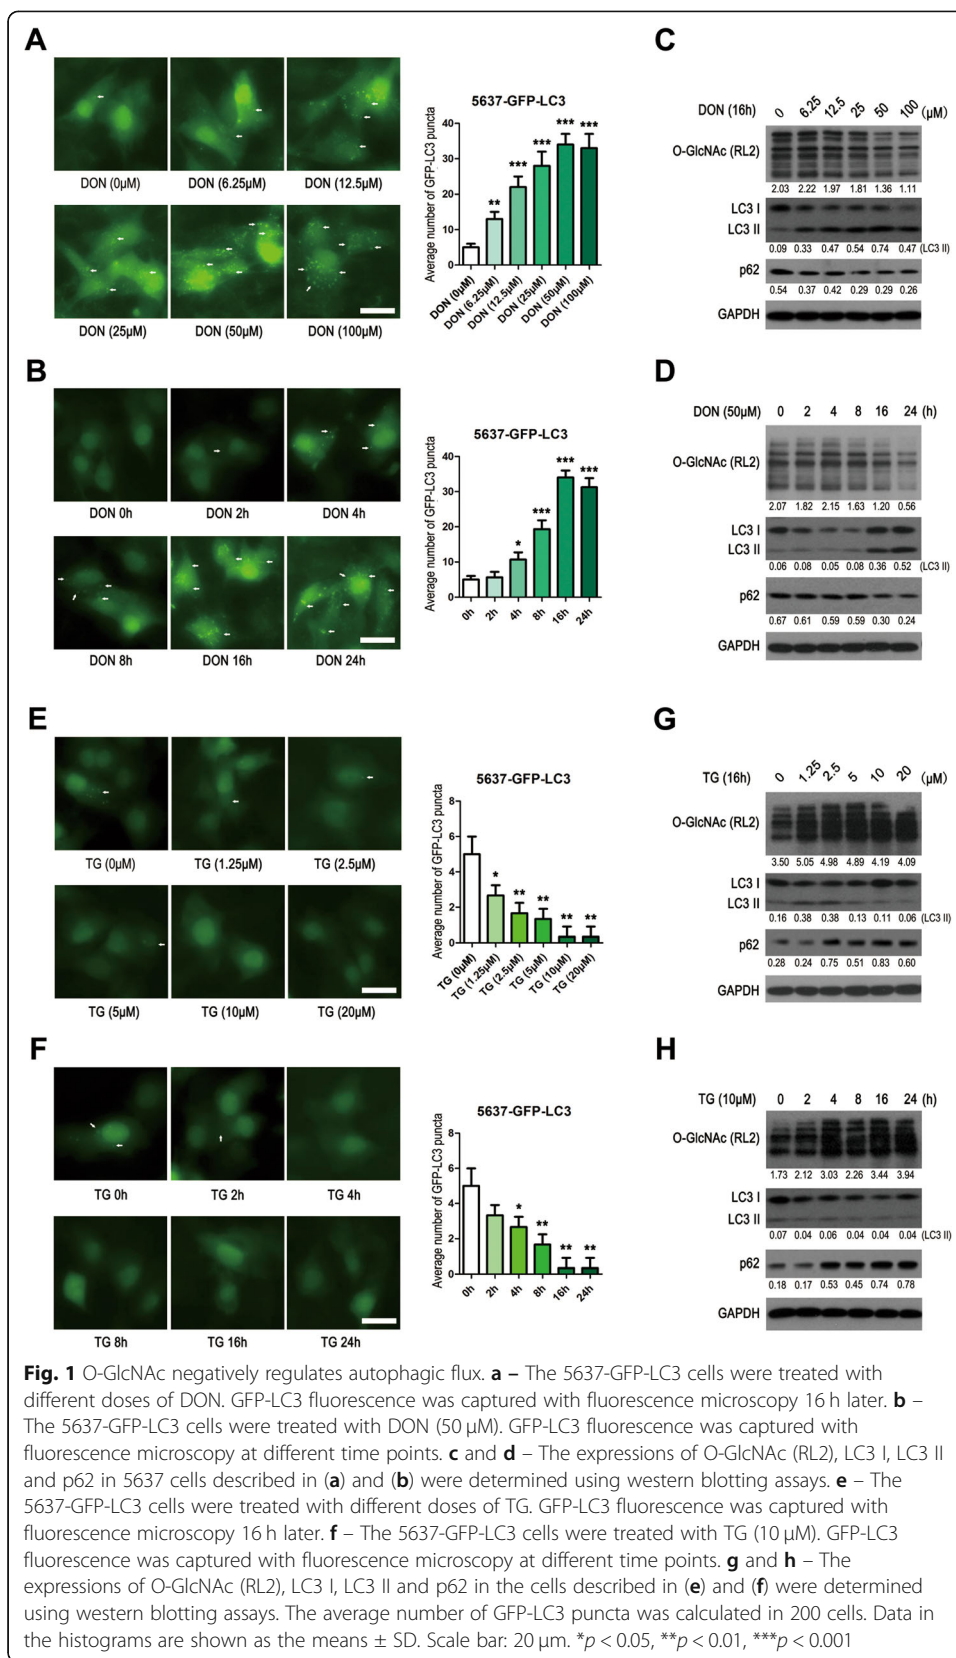 A
DON (0µM)
DON (6.25µM)
DON (12.5µM)
DON (25µM)
DON (50µM)
DON (100µM)
5637-GFP-LC3
Average number of GFP-LC3 puncta
40
30
20
10
0
**
***
***
***
***
DON (0µM)
DON (6.25µM)
DON (12.5µM)
DON (25µM)
DON (50µM)
DON (100µM)
C
DON (16h) 0 6.25 12.5 25 50 100 (µM)
O-GlcNAc (RL2)
2.03 2.22 1.97 1.81 1.36 1.11
LC3 I
LC3 II
0.09 0.33 0.47 0.54 0.74 0.47 (LC3 II)
p62
0.54 0.37 0.42 0.29 0.29 0.26
GAPDH
B
DON 0h
DON 2h
DON 4h
DON 8h
DON 16h
DON 24h
5637-GFP-LC3
Average number of GFP-LC3 puncta
40
30
20
10
0
*
***
***
***
0h
2h
4h
8h
16h
24h
D
DON (50µM) 0 2 4 8 16 24 (h)
O-GlcNAc (RL2)
2.07 1.82 2.15 1.63 1.20 0.56
LC3 I
LC3 II
0.06 0.08 0.05 0.08 0.36 0.52 (LC3 II)
p62
0.67 0.61 0.59 0.59 0.30 0.24
GAPDH
E
TG (0µM)
TG (1.25µM)
TG (2.5µM)
TG (5µM)
TG (10µM)
TG (20µM)
5637-GFP-LC3
Average number of GFP-LC3 puncta
8
6
4
2
0
*
**
**
**
**
TG (0µM)
TG (1.25µM)
TG (2.5µM)
TG (5µM)
TG (10µM)
TG (20µM)
G
TG (16h) 0 1.25 2.5 5 10 20 (µM)
O-GlcNAc (RL2)
3.50 5.05 4.98 4.89 4.19 4.09
LC3 I
LC3 II
0.16 0.38 0.38 0.13 0.11 0.06 (LC3 II)
p62
0.28 0.24 0.75 0.51 0.83 0.60
GAPDH
F
TG 0h
TG 2h
TG 4h
TG 8h
TG 16h
TG 24h
5637-GFP-LC3
Average number of GFP-LC3 puncta
8
6
4
2
0
*
**
**
**
0h
2h
4h
8h
16h
24h
H
TG (10µM) 0 2 4 8 16 24 (h)
O-GlcNAc (RL2)
1.73 2.12 3.03 2.26 3.44 3.94
LC3 I
LC3 II
0.07 0.04 0.06 0.04 0.04 0.04 (LC3 II)
p62
0.18 0.17 0.53 0.45 0.74 0.78
GAPDH
Fig. 1 O-GlcNAc negatively regulates autophagic flux. a – The 5637-GFP-LC3 cells were treated with
different doses of DON. GFP-LC3 fluorescence was captured with fluorescence microscopy 16 h later. b –
The 5637-GFP-LC3 cells were treated with DON (50 µM). GFP-LC3 fluorescence was captured with
fluorescence microscopy at different time points. c and d – The expressions of O-GlcNAc (RL2), LC3 I, LC3 II
and p62 in 5637 cells described in (a) and (b) were determined using western blotting assays. e – The
5637-GFP-LC3 cells were treated with different doses of TG. GFP-LC3 fluorescence was captured with
fluorescence microscopy 16 h later. f – The 5637-GFP-LC3 cells were treated with TG (10 µM). GFP-LC3
fluorescence was captured with fluorescence microscopy at different time points. g and h – The
expressions of O-GlcNAc (RL2), LC3 I, LC3 II and p62 in the cells described in (e) and (f) were determined
using western blotting assays. The average number of GFP-LC3 puncta was calculated in 200 cells. Data in
the histograms are shown as the means ± SD. Scale bar: 20 µm. *p < 0.05, **p < 0.01, ***p < 0.001